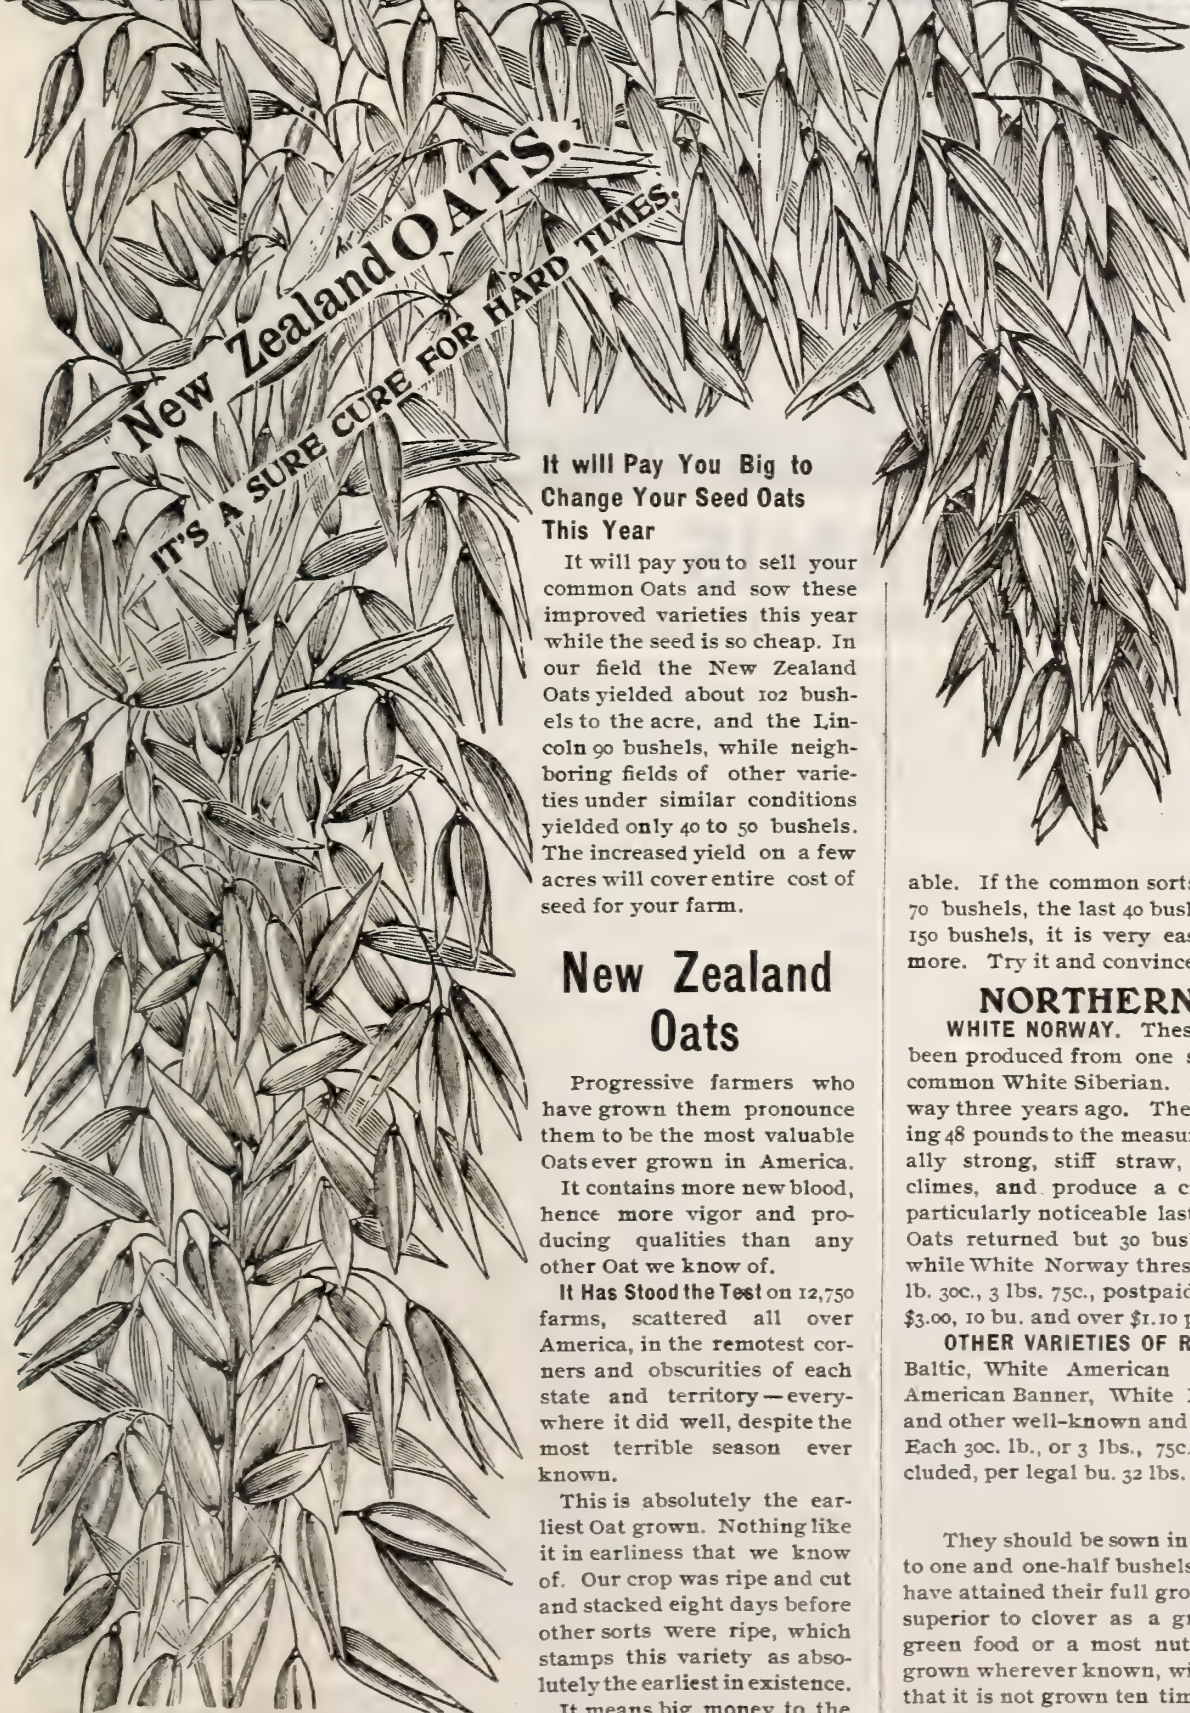 New Zealand OATS.
IT'S A SURE CURE FOR HARD TIMES.
It will Pay You Big to
Change Your Seed Oats
This Year
It will pay you to sell your
common Oats and sow these
improved varieties this year
while the seed is so cheap. In
our field the New Zealand
Oats yielded about 102 bush-
els to the acre, and the Lin-
coln 90 bushels, while neigh-
boring fields of other varie-
ties under similar conditions
yielded only 40 to 50 bushels.
The increased yield on a few
acres will cover entire cost of
seed for your farm.
New Zealand
Oats
Progressive farmers who
have grown them pronounce
them to be the most valuable
Oats ever grown in America.
It contains more new blood,
hence more vigor and pro-
ducing qualities than any
other Oat we know of.
It Has Stood the Test on 12,750
farms, scattered all over
America, in the remotest cor-
ners and obscurities of each
state and territory — every-
where it did well, despite the
most terrible season ever
known.
This is absolutely the ear-
liest Oat grown. Nothing like
it in earliness that we know
of. Our crop was ripe and cut
and stacked eight days before
other sorts were ripe, which
stamps this variety as abso-
lutely the earliest in existence.
It means big money to the
able. If the common sorts
70 bushels, the last 40
150 bushels, it is very
more. Try it and
NORTHERN
WHITE NORWAY.
been produced from one
common White Siberian.
way three years ago. The
ing 48 pounds to the
ally strong, stiff straw,
climes, and produce a
particularly noticeable
Oats returned but 30
while White Norway
lb. 30c., 3 lbs. 75c., postpaid
$3.00, 10 bu. and over $1.10
OTHER VARIETIES OF
Baltic, White American
American Banner, White
and other well-known and
Each 30c. lb., or 3 lbs., 75c.
cluded, per legal bu. 32 lbs.
They should be sown in
to one and one-half bushels
have attained their full
superior to clover as a
green food or a most
grown wherever known,
that it is not grown ten